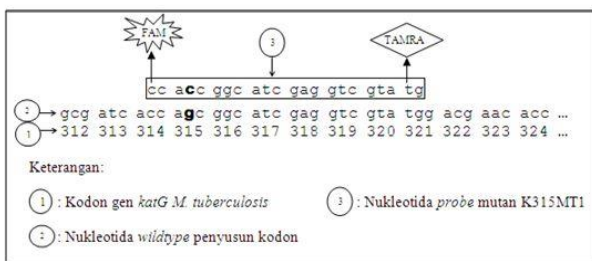 FAM
3
TAMRA
cc acc ggc atc gag gtc gta tg
2 gcg atc acc agc ggc atc gag gtc gta tgg acg aac acc ...
1 312 313 314 315 316 317 318 319 320 321 322 323 324 ...
Keterangan:
1 : Kodon gen katG M. tuberculosis
3 : Nukleotida probe mutan K315MT1
2 : Nukleotida wildtype penyusun kodon